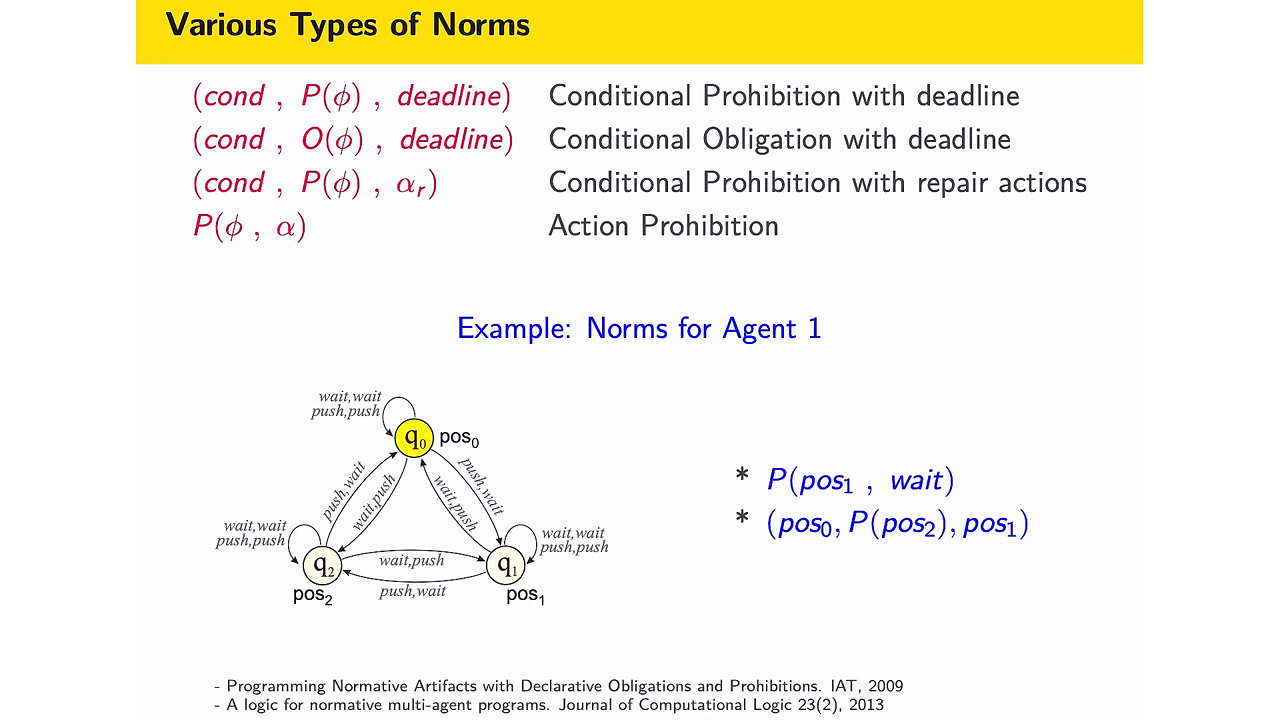 Various Types of Norms
(cond , P(ϕ) , deadline) Conditional Prohibition with deadline
(cond , O(ϕ) , deadline) Conditional Obligation with deadline
(cond , P(ϕ) , αr) Conditional Prohibition with repair actions
P(ϕ , α) Action Prohibition
Example: Norms for Agent 1
wait,wait
push,push
q0 pos0
push,wait
wait,push
wait,push
push,wait
wait,wait
push,push
q2
pos2
wait,push
push,wait
q1
pos1
wait,wait
push,push
* P(pos1 , wait)
* (pos0, P(pos2), pos1)
- Programming Normative Artifacts with Declarative Obligations and Prohibitions. IAT, 2009
- A logic for normative multi-agent programs. Journal of Computational Logic 23(2), 2013